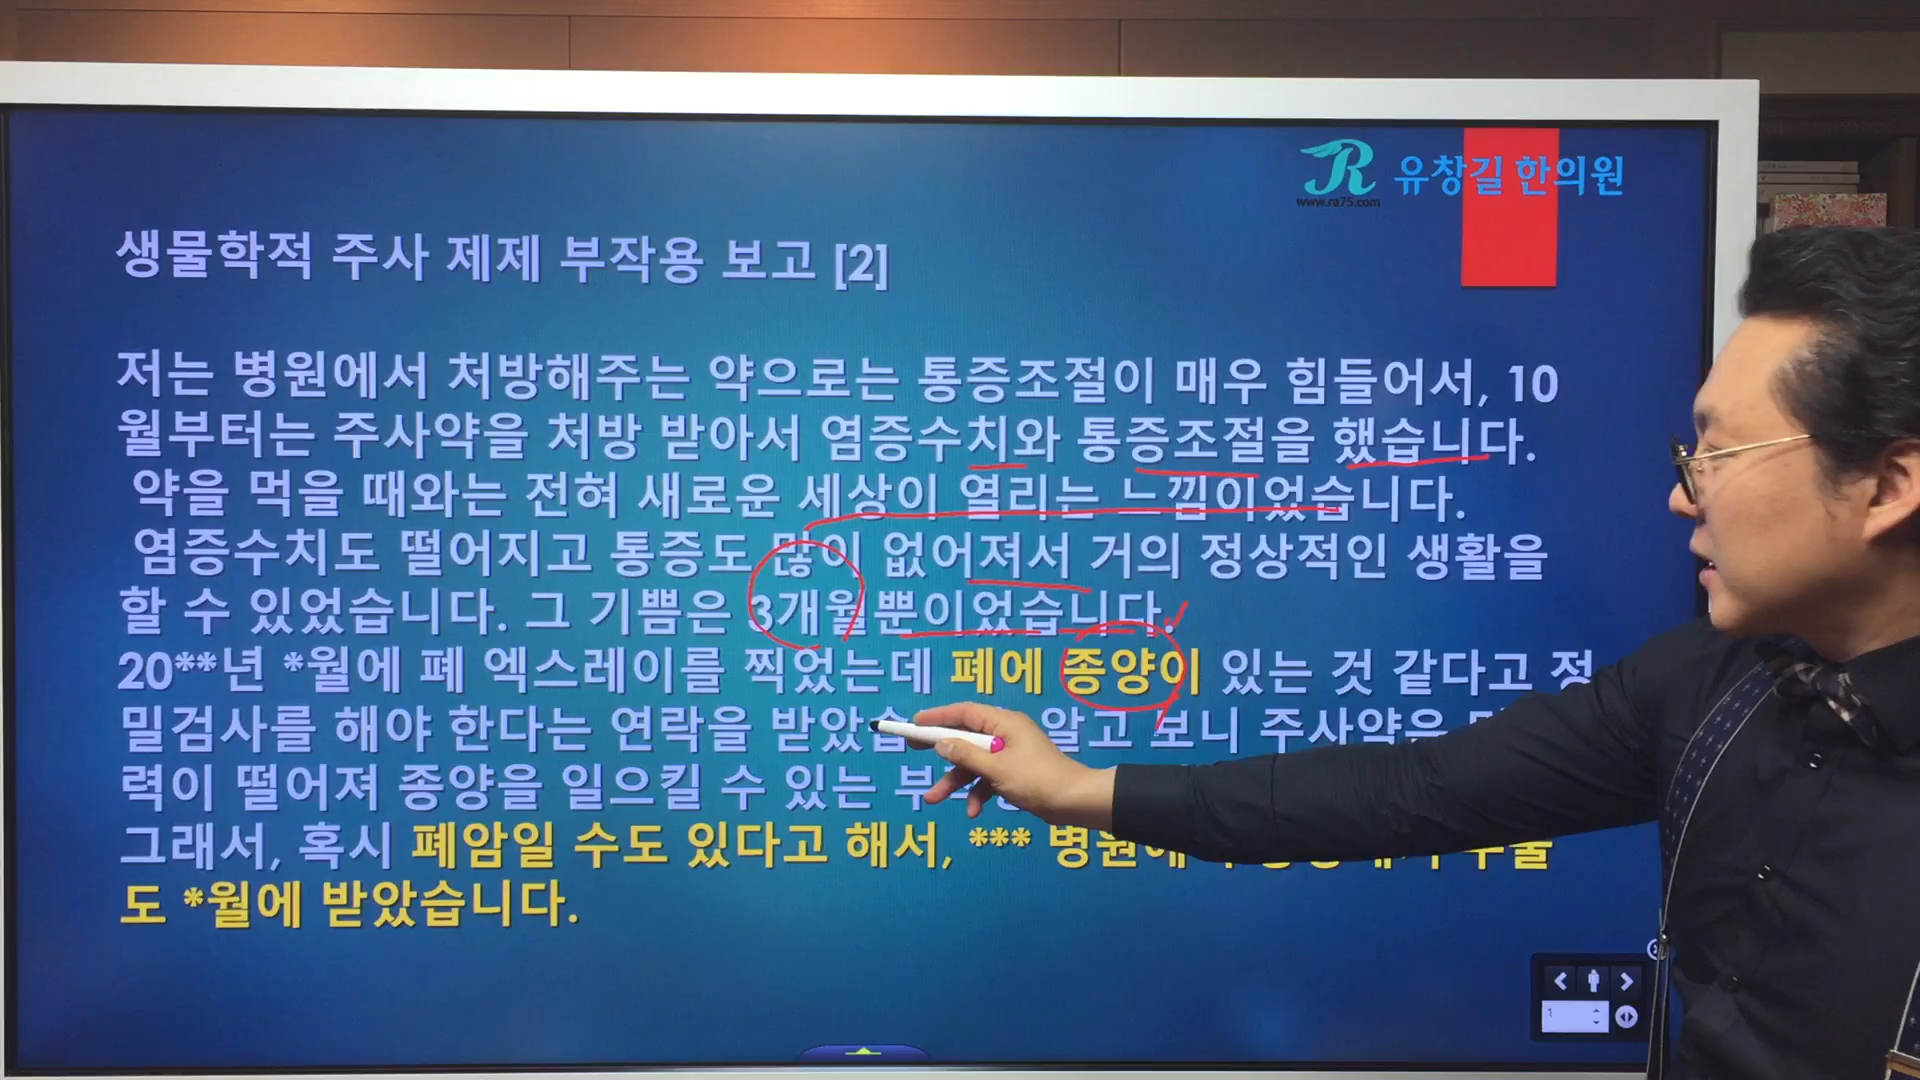 R 유창길 한의원
www.ra75.com
생물학적 주사 제제 부작용 보고 [2]
저는 병원에서 처방해주는 약으로는 통증조절이 매우 힘들어서, 10
월부터는 주사약을 처방 받아서 염증수치와 통증조절을 했습니다.
약을 먹을 때와는 전혀 새로운 세상이 열리는 느낌이었습니다.
염증수치도 떨어지고 통증도 많이 없어져서 거의 정상적인 생활을
할 수 있었습니다. 그 기쁨은 3개월뿐이었습니다.
20**년 *월에 폐 엑스레이를 찍었는데 폐에 종양이 있는 것 같다고 정
밀검사를 해야 한다는 연락을 알고 보니 주사약은
력이 떨어져 종양을 일으킬 수 있는
그래서, 혹시 폐암일 수도 있다고 해서, *** 병원에
도 *월에 받았습니다.
1